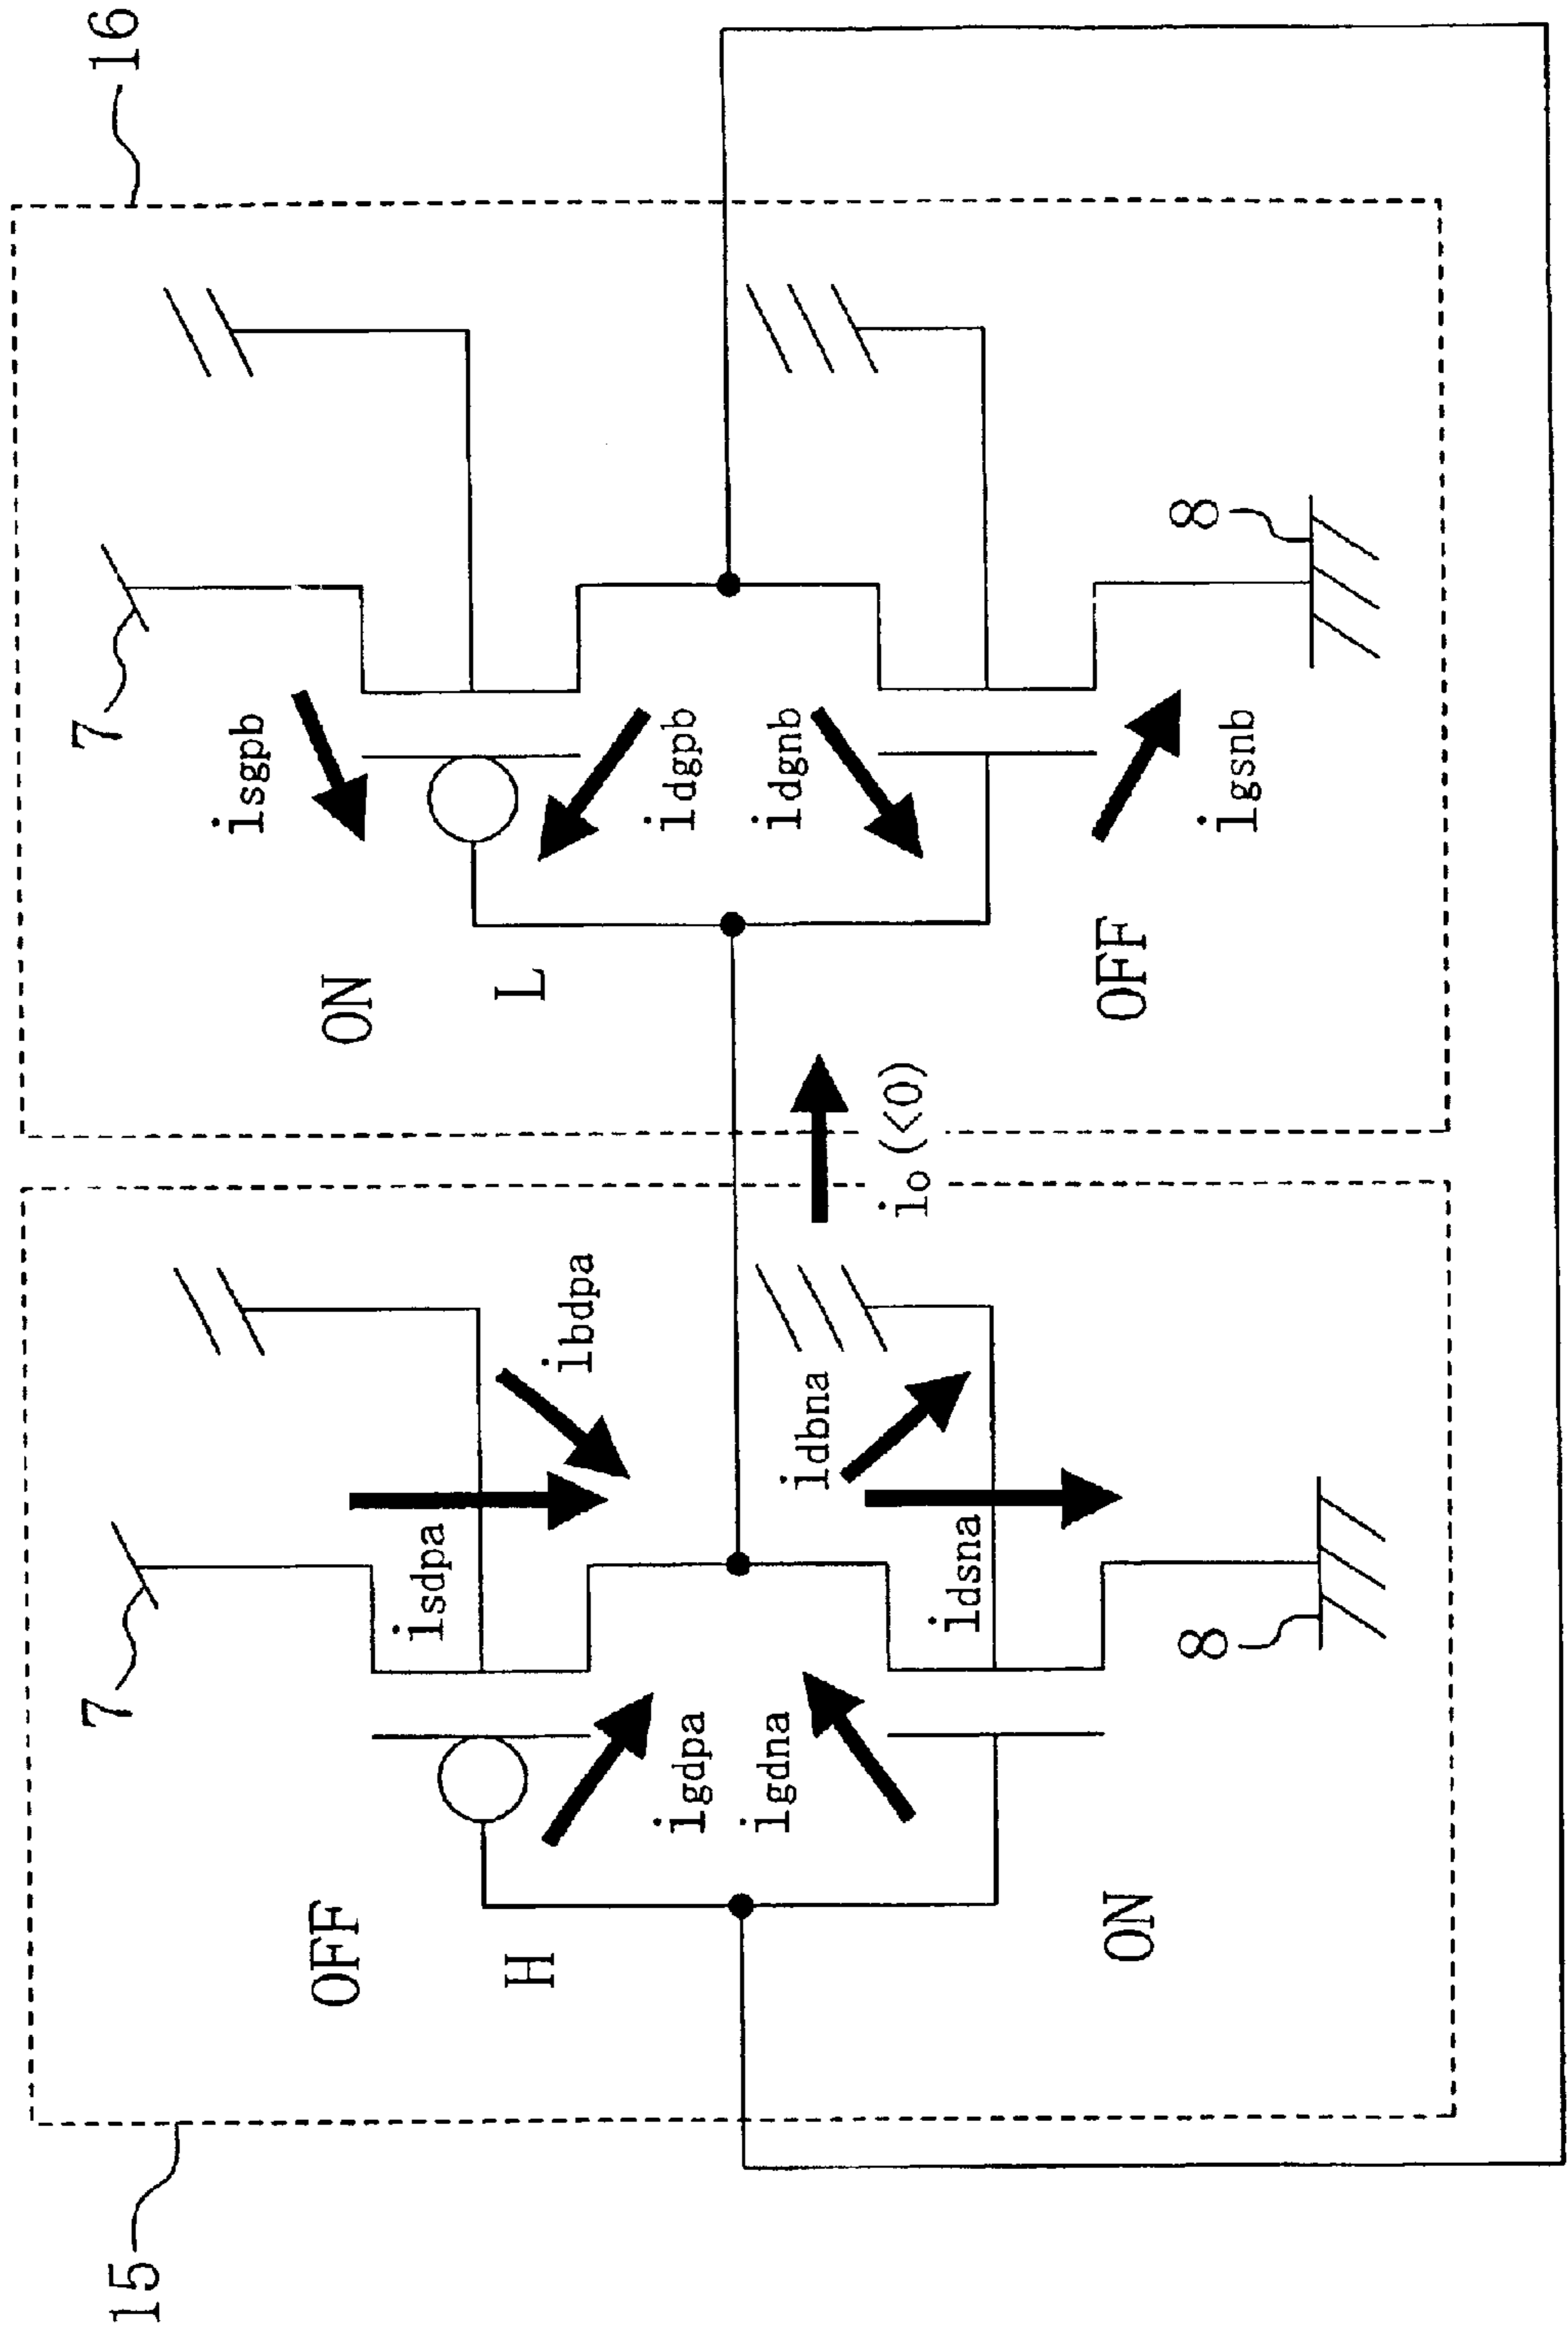 15
7
OFF
H
isdpa
ibdpa
igdpa
igdna
idbna
idsna
ON
8
io (<0)
16
7
isgpb
ON
L
idgpb
idgnb
igsnb
OFF
8